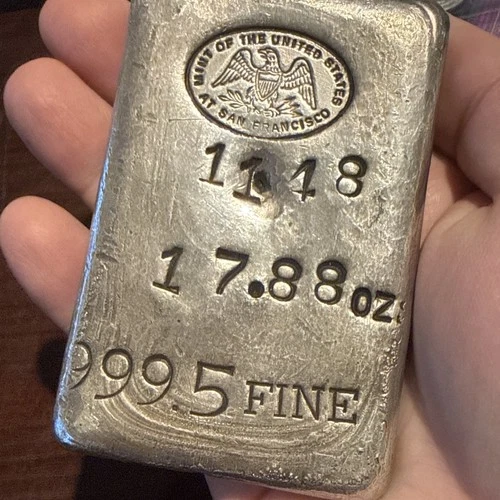 MINT OF THE UNITED STATES
AT SAN FRANCISCO
1148
17.88 OZS
999.5 FINE